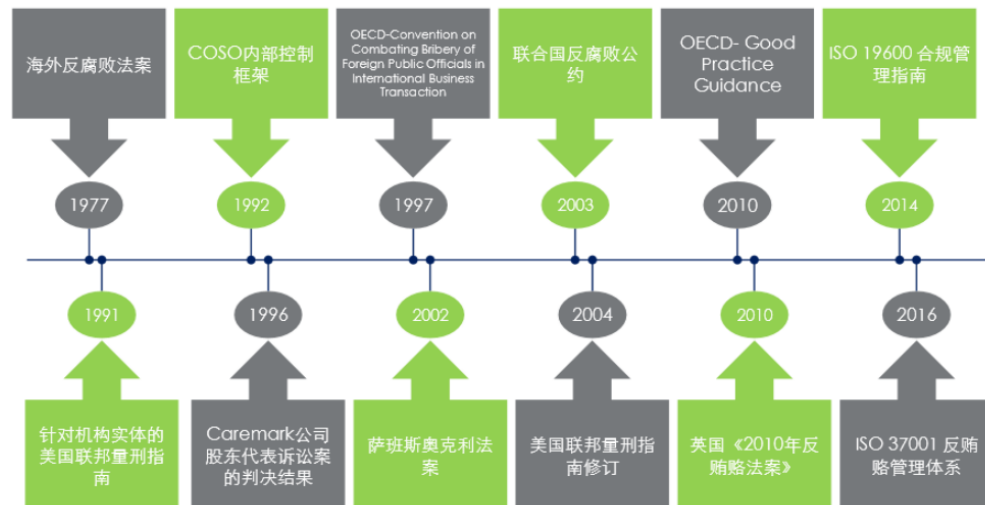 海外反腐败法案
COSO内部控制
框架
OECD-Convention on
Combating Bribery of
Foreign Public Officials in
International Business
Transaction
联合国反腐败公
约
OECD- Good
Practice
Guidance
ISO 19600 合规管
理指南
1977
1992
1997
2003
2010
2014
1991
1996
2002
2004
2010
2016
针对机构实体的
美国联邦量刑指
南
Caremark公司
股东代表诉讼案
的判决结果
萨班斯奥克利法
案
美国联邦量刑指
南修订
英国《2010年反
贿赂法案》
ISO 37001 反贿
赂管理体系